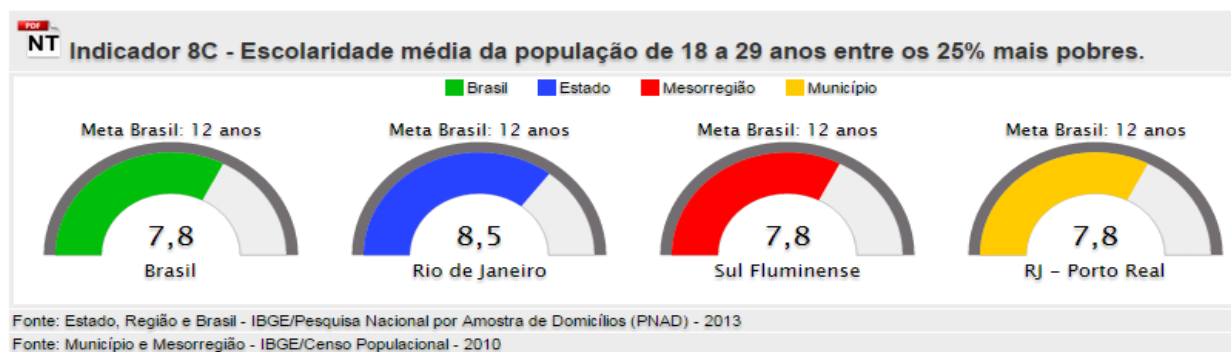 PDF
NT
Indicador 8C - Escolaridade média da população de 18 a 29 anos entre os 25% mais pobres.
Brasil Estado Mesorregião Município
Meta Brasil: 12 anos Meta Brasil: 12 anos Meta Brasil: 12 anos Meta Brasil: 12 anos
7,8 8,5 7,8 7,8
Brasil Rio de Janeiro Sul Fluminense RJ - Porto Real
Fonte: Estado, Região e Brasil - IBGE/Pesquisa Nacional por Amostra de Domicílios (PNAD) - 2013
Fonte: Município e Mesorregião - IBGE/Censo Populacional - 2010